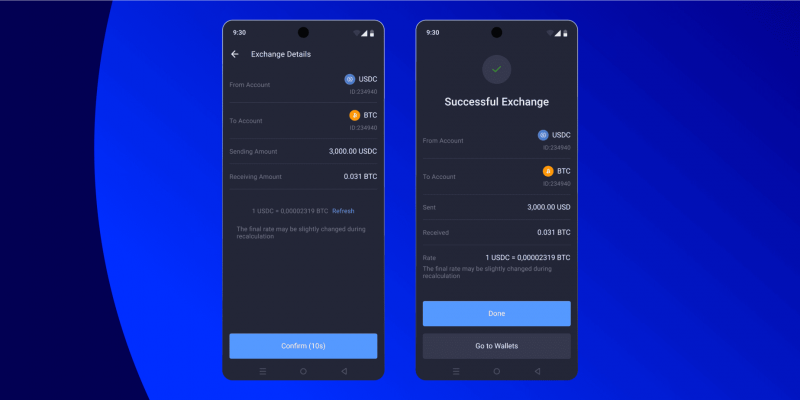 9:30
Exchange Details
From Account
USDC
ID:234940
To Account
BTC
ID:234940
Sending Amount 3,000.00 USDC
Receiving Amount 0.031 BTC
1 USDC = 0,00002319 BTC Refresh
The final rate may be slightly changed during
recalculation
Confirm (10s)
9:30
Successful Exchange
From Account
USDC
ID:234940
To Account
BTC
ID:234940
Sent 3,000.00 USD
Received 0.031 BTC
Rate 1 USDC = 0,00002319 BTC
The final rate may be slightly changed during
recalculation
Done
Go to Wallets